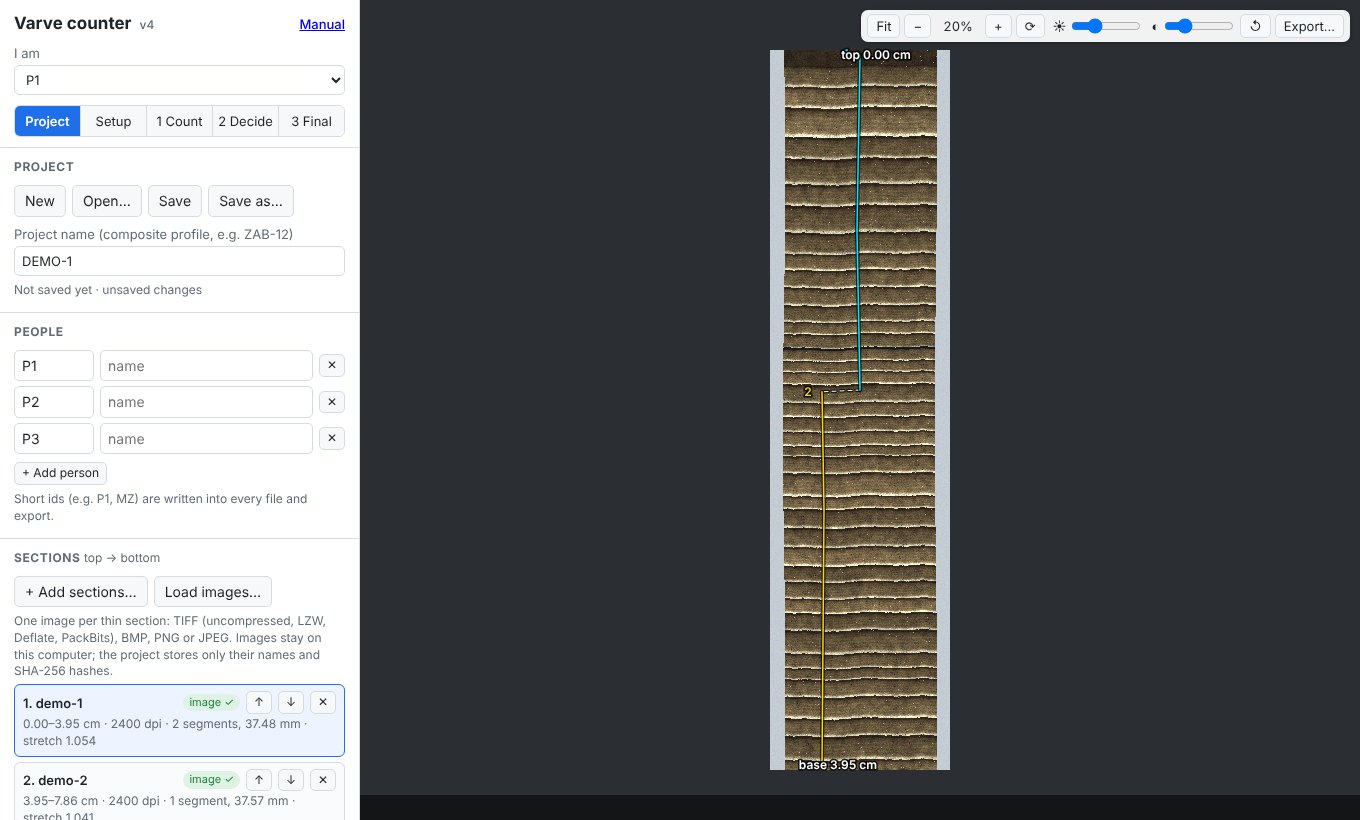 Varve counter v4 Manual
I am
P1
Project Setup 1 Count 2 Decide 3 Final
PROJECT
New Open... Save Save as...
Project name (composite profile, e.g. ZAB-12)
DEMO-1
Not saved yet · unsaved changes
PEOPLE
P1 name ✕
P2 name ✕
P3 name ✕
+ Add person
Short ids (e.g. P1, MZ) are written into every file and
export.
SECTIONS top → bottom
+ Add sections... Load images...
One image per thin section: TIFF (uncompressed, LZW,
Deflate, PackBits), BMP, PNG or JPEG. Images stay on
this computer; the project stores only their names and
SHA-256 hashes.
1. demo-1 image ✓ ↑ ↓ ✕
0.00–3.95 cm · 2400 dpi · 2 segments, 37.48 mm ·
stretch 1.054
2. demo-2 image ✓ ↑ ↓ ✕
3.95–7.86 cm · 2400 dpi · 1 segment, 37.57 mm ·
stretch 1.041
Fit − 20% + Export...
top 0.00 cm
2
base 3.95 cm